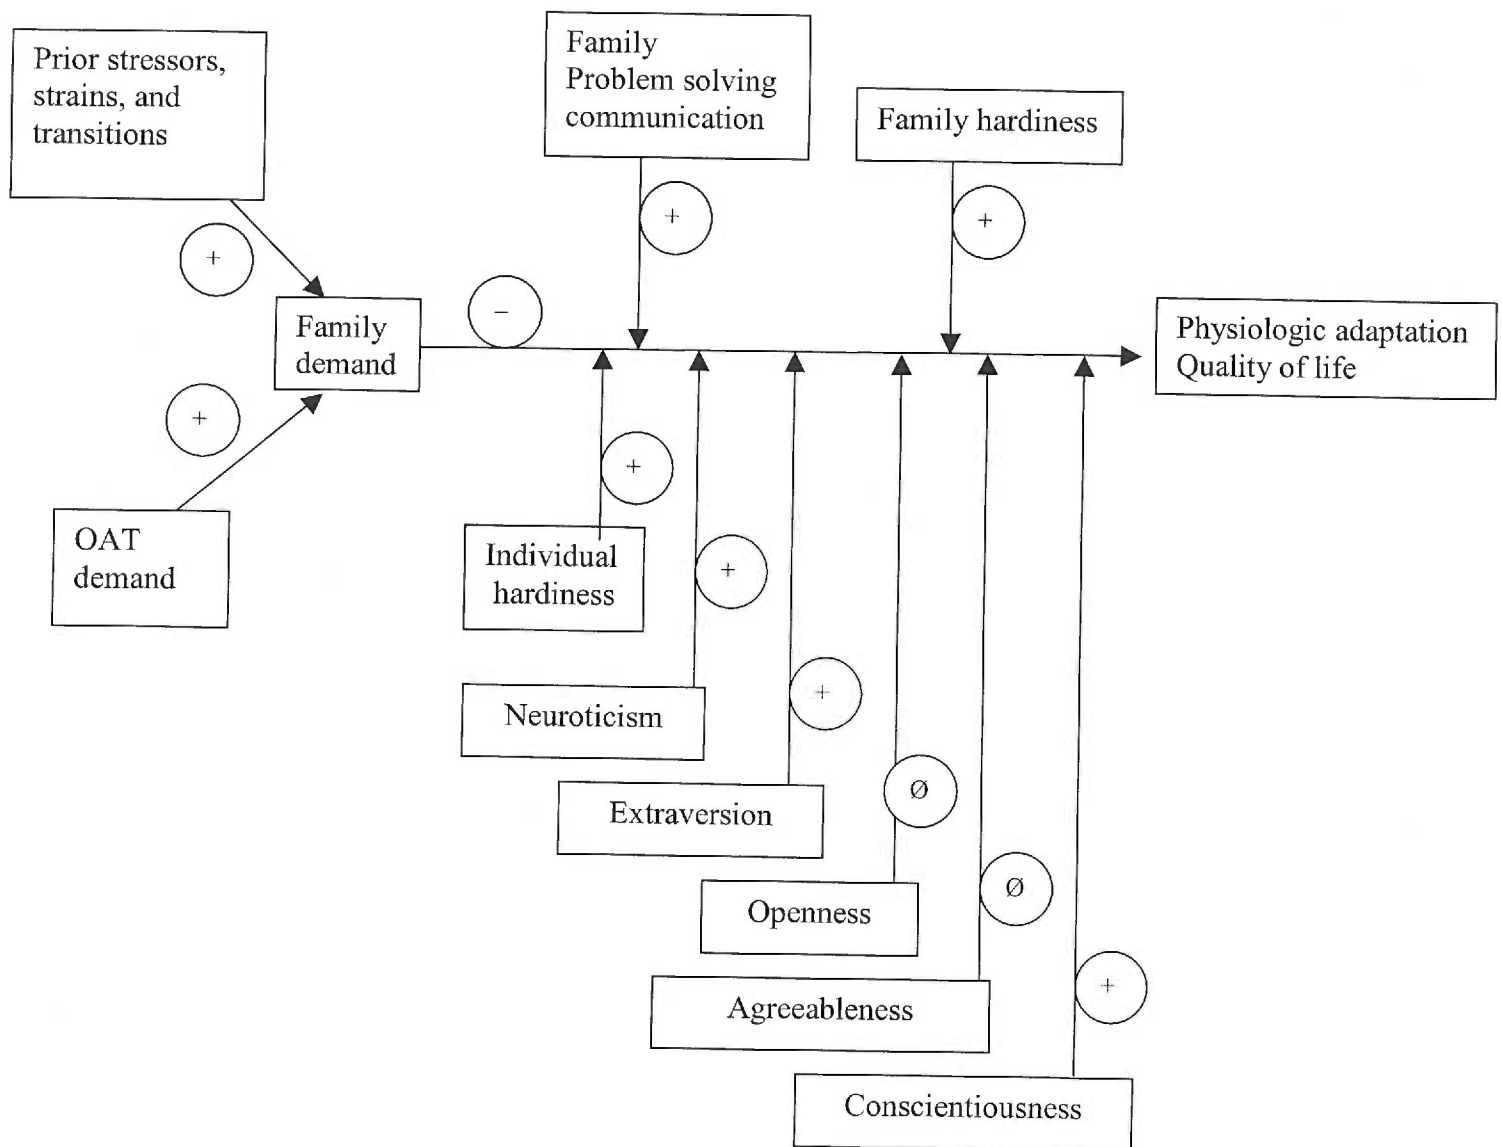 Prior stressors,
strains, and
transitions
Family
Problem solving
communication
Family hardiness
+
+
+
−
Family
demand
Physiologic adaptation
Quality of life
+
+
OAT
demand
Individual
hardiness
+
Neuroticism
+
Extraversion
Ø
Openness
Ø
Agreeableness
+
Conscientiousness